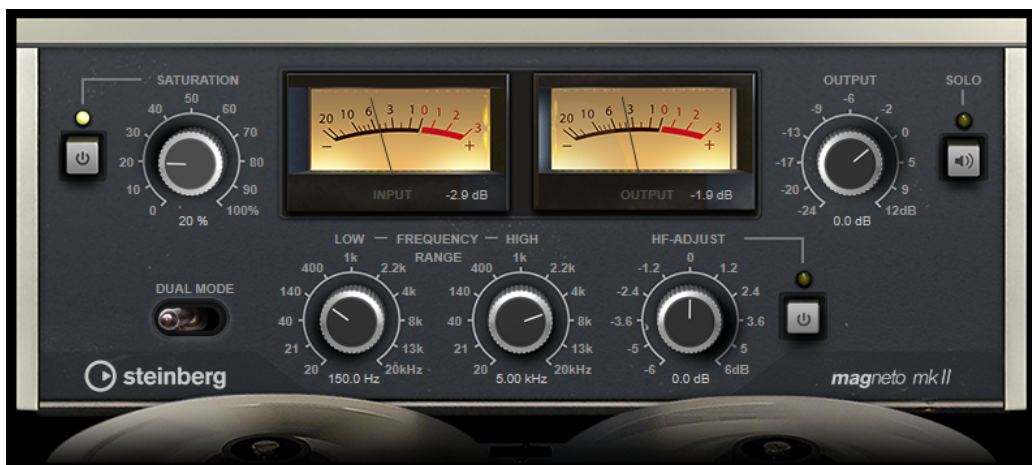 SATURATION
0 10 20 30 40 50 60 70 80 90 100%
20 %
20 10 6 3 1 0 1 2 3
- +
INPUT -2.9 dB
20 10 6 3 1 0 1 2 3
- +
OUTPUT -1.9 dB
OUTPUT
-24 -20 -17 -13 -9 -6 -2 0 5 9 12dB
0.0 dB
SOLO
DUAL MODE
LOW — FREQUENCY — HIGH
RANGE
20 21 40 140 400 1k 2.2k 4k 8k 13k 20kHz
150.0 Hz
20 21 40 140 400 1k 2.2k 4k 8k 13k 20kHz
5.00 kHz
HF-ADJUST
-6 -5 -3.6 -2.4 -1.2 0 1.2 2.4 3.6 5 6dB
0.0 dB
steinberg
magneto mkII